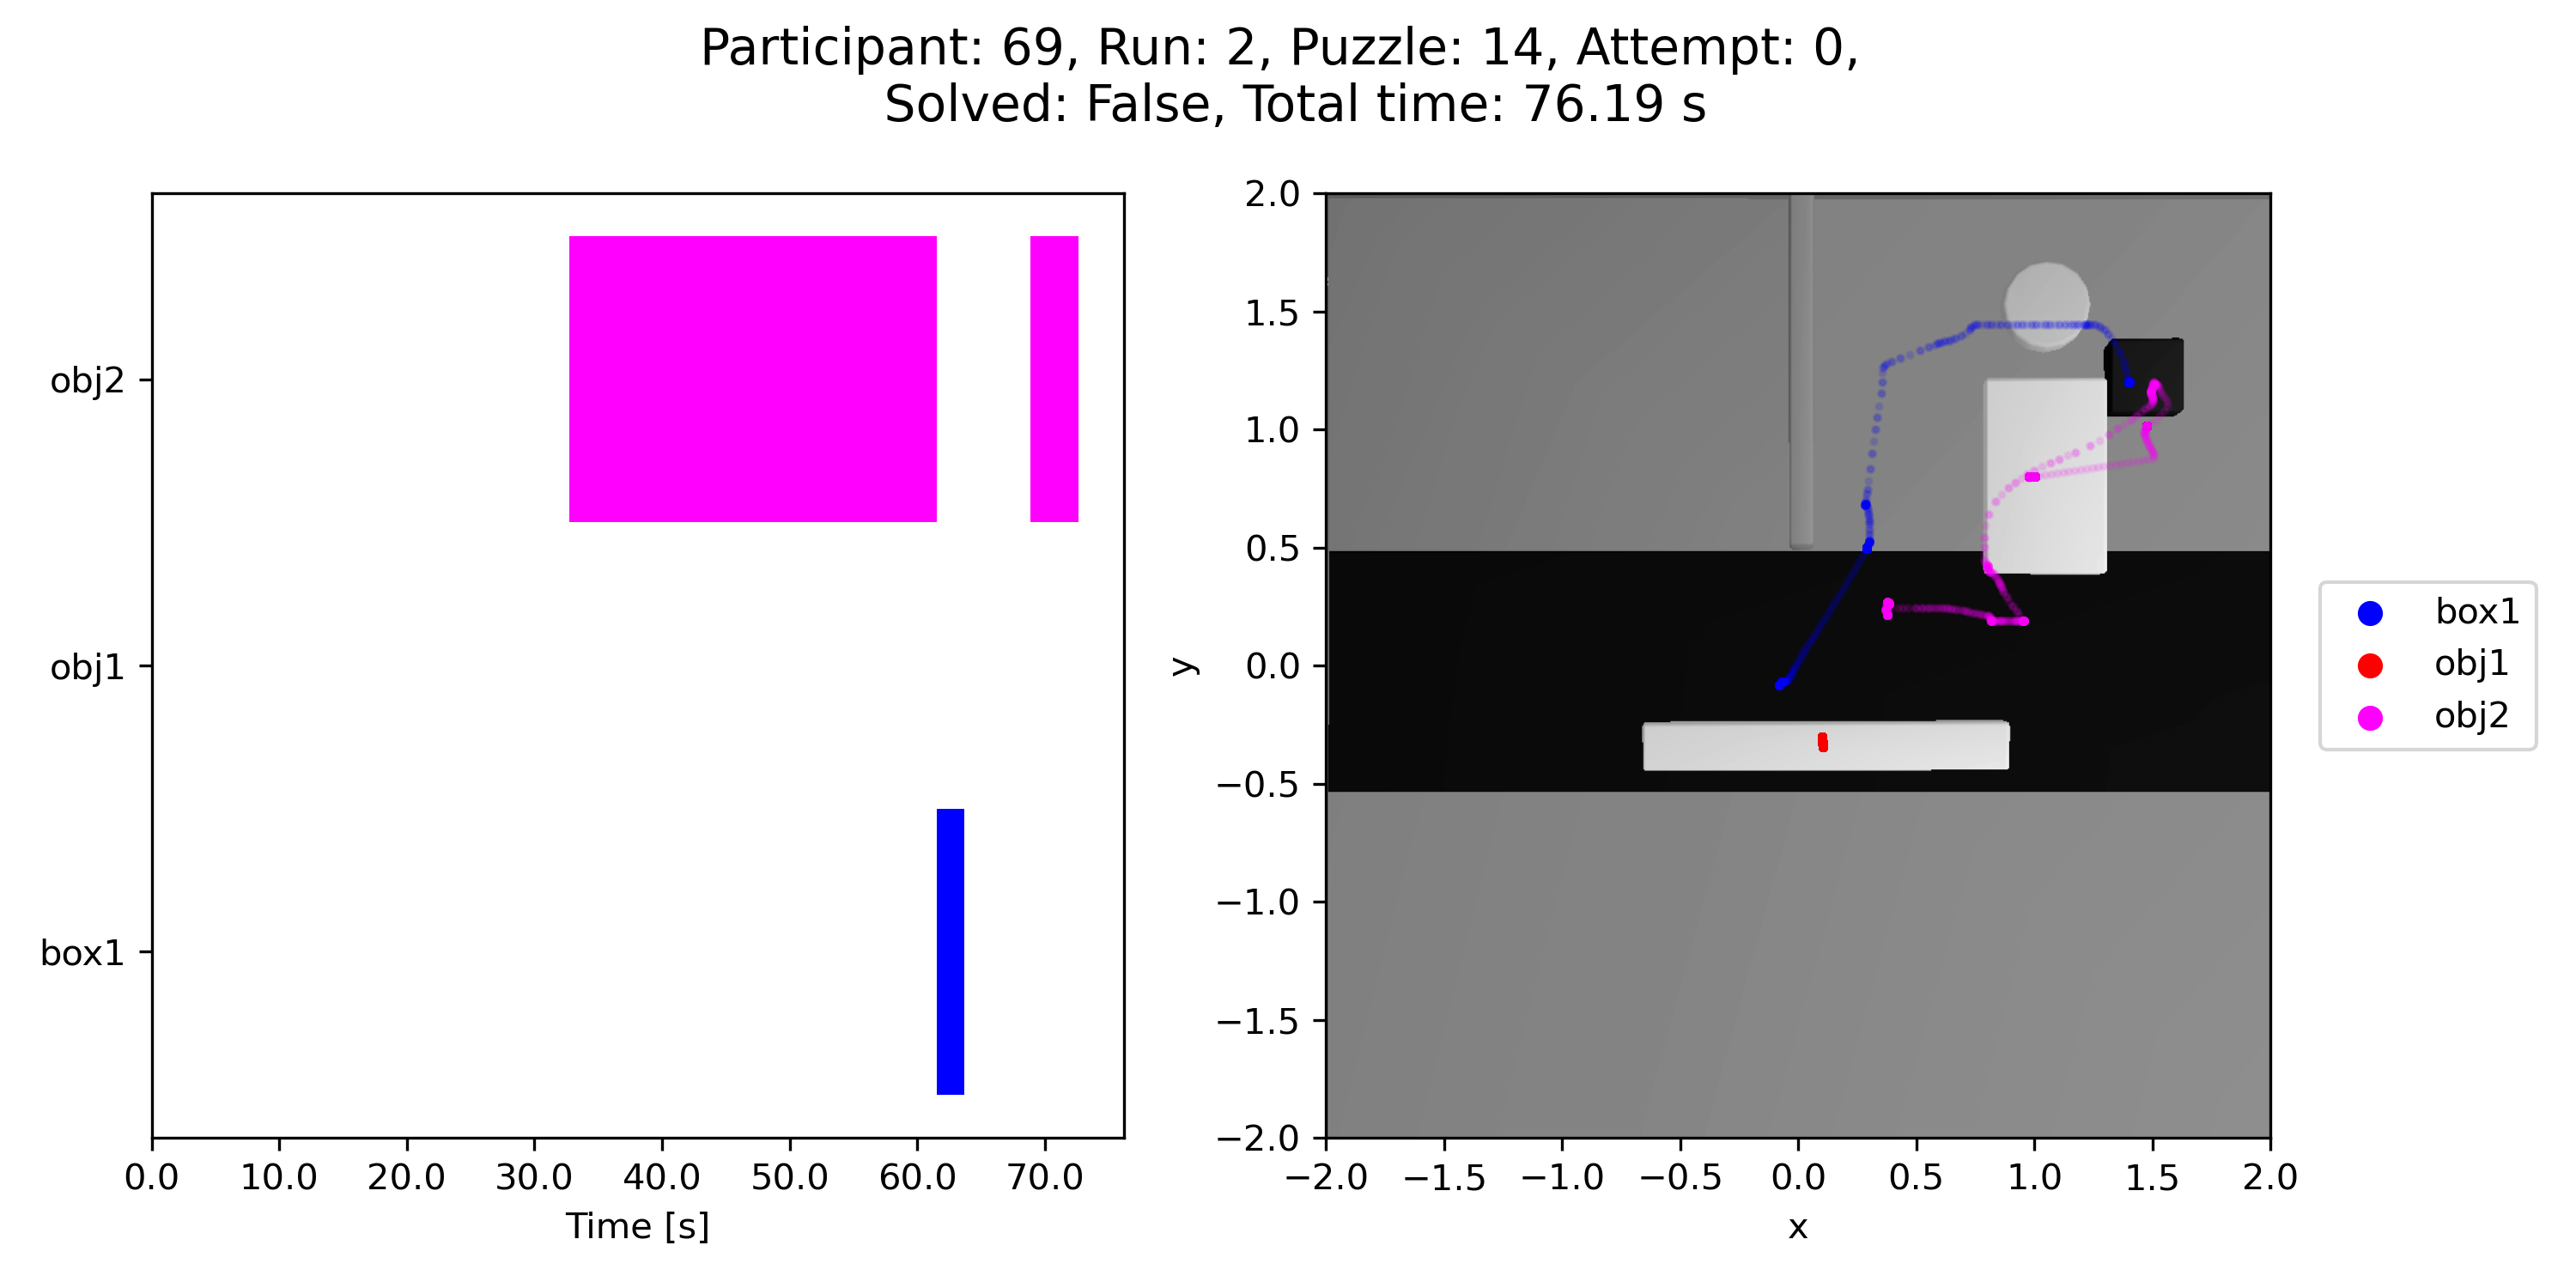 Participant: 69, Run: 2, Puzzle: 14, Attempt: 0,
Solved: False, Total time: 76.19 s
obj2
obj1
box1
0.0 10.0 20.0 30.0 40.0 50.0 60.0 70.0
Time [s]
2.0
1.5
1.0
0.5
0.0
−0.5
−1.0
−1.5
−2.0
y
−2.0 −1.5 −1.0 −0.5 0.0 0.5 1.0 1.5 2.0
x
box1
obj1
obj2